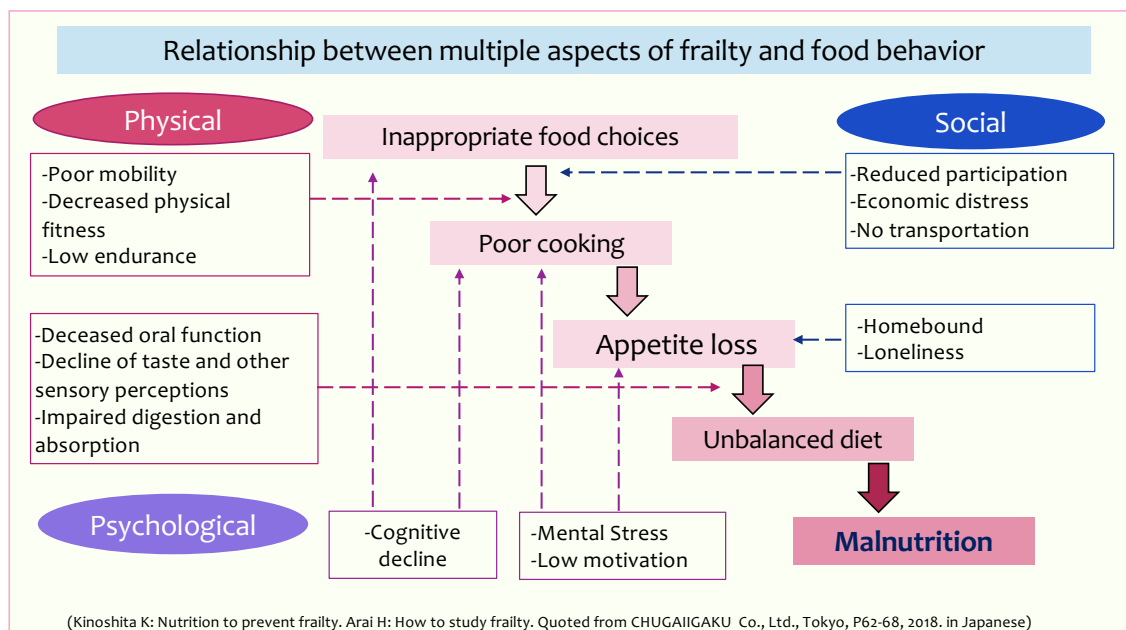 Relationship between multiple aspects of frailty and food behavior
Physical
Inappropriate food choices
Social
-Poor mobility
-Decreased physical
fitness
-Low endurance
-Reduced participation
-Economic distress
-No transportation
Poor cooking
-Deceased oral function
-Decline of taste and other
sensory perceptions
-Impaired digestion and
absorption
Appetite loss
-Homebound
-Loneliness
Unbalanced diet
Psychological
-Cognitive
decline
-Mental Stress
-Low motivation
Malnutrition
(Kinoshita K: Nutrition to prevent frailty. Arai H: How to study frailty. Quoted from CHUGAIIGAKU Co., Ltd., Tokyo, P62-68, 2018. in Japanese)